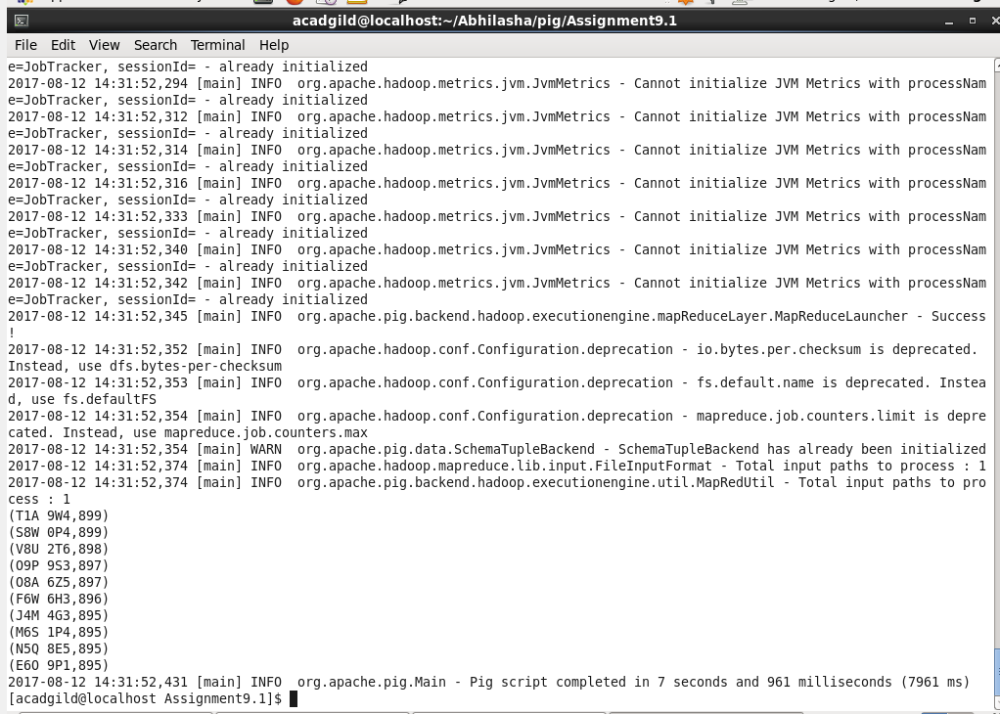 acadgild@localhost:~/Abhilasha/pig/Assignment9.1
File Edit View Search Terminal Help
e=JobTracker, sessionId= - already initialized
2017-08-12 14:31:52,294 [main] INFO  org.apache.hadoop.metrics.jvm.JvmMetrics - Cannot initialize JVM Metrics with processNam
e=JobTracker, sessionId= - already initialized
2017-08-12 14:31:52,312 [main] INFO  org.apache.hadoop.metrics.jvm.JvmMetrics - Cannot initialize JVM Metrics with processNam
e=JobTracker, sessionId= - already initialized
2017-08-12 14:31:52,314 [main] INFO  org.apache.hadoop.metrics.jvm.JvmMetrics - Cannot initialize JVM Metrics with processNam
e=JobTracker, sessionId= - already initialized
2017-08-12 14:31:52,316 [main] INFO  org.apache.hadoop.metrics.jvm.JvmMetrics - Cannot initialize JVM Metrics with processNam
e=JobTracker, sessionId= - already initialized
2017-08-12 14:31:52,333 [main] INFO  org.apache.hadoop.metrics.jvm.JvmMetrics - Cannot initialize JVM Metrics with processNam
e=JobTracker, sessionId= - already initialized
2017-08-12 14:31:52,340 [main] INFO  org.apache.hadoop.metrics.jvm.JvmMetrics - Cannot initialize JVM Metrics with processNam
e=JobTracker, sessionId= - already initialized
2017-08-12 14:31:52,342 [main] INFO  org.apache.hadoop.metrics.jvm.JvmMetrics - Cannot initialize JVM Metrics with processNam
e=JobTracker, sessionId= - already initialized
2017-08-12 14:31:52,345 [main] INFO  org.apache.pig.backend.hadoop.executionengine.mapReduceLayer.MapReduceLauncher - Success
!
2017-08-12 14:31:52,352 [main] INFO  org.apache.hadoop.conf.Configuration.deprecation - io.bytes.per.checksum is deprecated.
Instead, use dfs.bytes-per-checksum
2017-08-12 14:31:52,353 [main] INFO  org.apache.hadoop.conf.Configuration.deprecation - fs.default.name is deprecated. Instea
d, use fs.defaultFS
2017-08-12 14:31:52,354 [main] INFO  org.apache.hadoop.conf.Configuration.deprecation - mapreduce.job.counters.limit is depre
cated. Instead, use mapreduce.job.counters.max
2017-08-12 14:31:52,354 [main] WARN  org.apache.pig.data.SchemaTupleBackend - SchemaTupleBackend has already been initialized
2017-08-12 14:31:52,374 [main] INFO  org.apache.hadoop.mapreduce.lib.input.FileInputFormat - Total input paths to process : 1
2017-08-12 14:31:52,374 [main] INFO  org.apache.pig.backend.hadoop.executionengine.util.MapRedUtil - Total input paths to pro
cess : 1
(T1A 9W4,899)
(S8W 0P4,899)
(V8U 2T6,898)
(O9P 9S3,897)
(O8A 6Z5,897)
(F6W 6H3,896)
(J4M 4G3,895)
(M6S 1P4,895)
(N5Q 8E5,895)
(E6O 9P1,895)
2017-08-12 14:31:52,431 [main] INFO  org.apache.pig.Main - Pig script completed in 7 seconds and 961 milliseconds (7961 ms)
[acadgild@localhost Assignment9.1]$